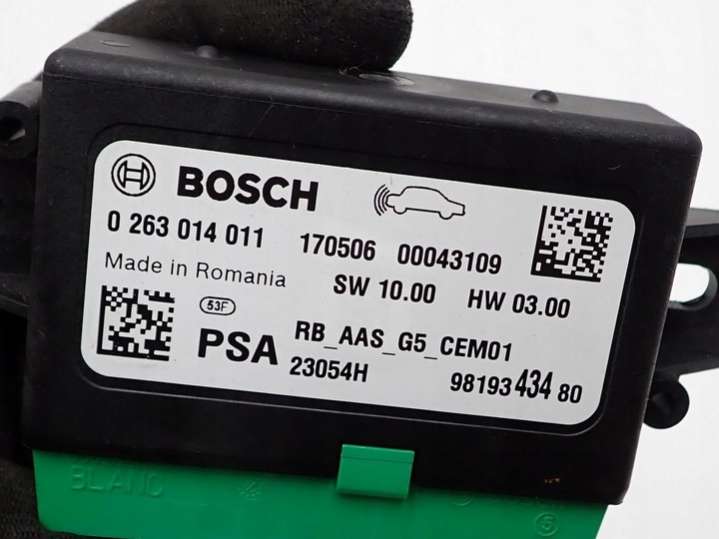 BOSCH
0 263 014 011 170506 00043109
Made in Romania SW 10.00 HW 03.00
53F
PSA RB_AAS_G5_CEM01
23054H 98193 434 80
BLANC